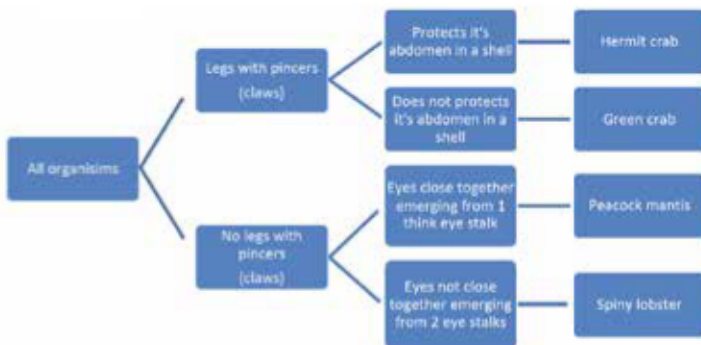 All organisims
Legs with pincers
(claws)
No legs with
pincers
(claws)
Protects it's
abdomen in a shell
Does not protects
it's abdomen in a
shell
Eyes close together
emerging from 1
think eye stalk
Eyes not close
together emerging
from 2 eye stalks
Hermit crab
Green crab
Peacock mantis
Spiny lobster